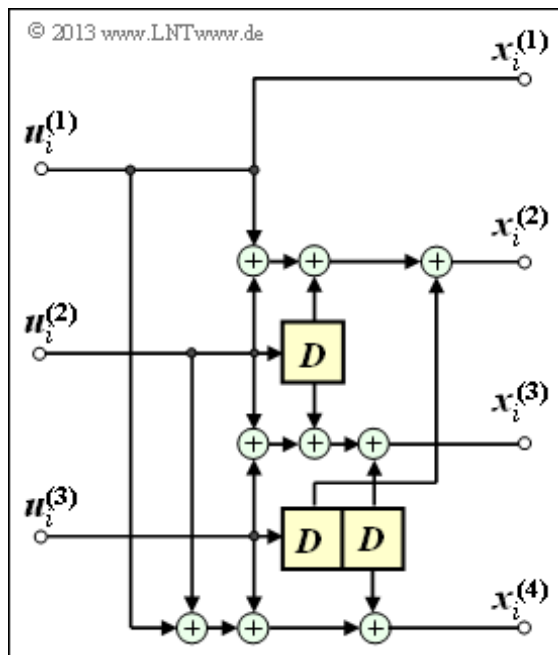 © 2013 www.LNTwww.de
x_i^(1)
u_i^(1)
+ + + x_i^(2)
u_i^(2)
D
+ + + x_i^(3)
u_i^(3)
D D
+ + + x_i^(4)